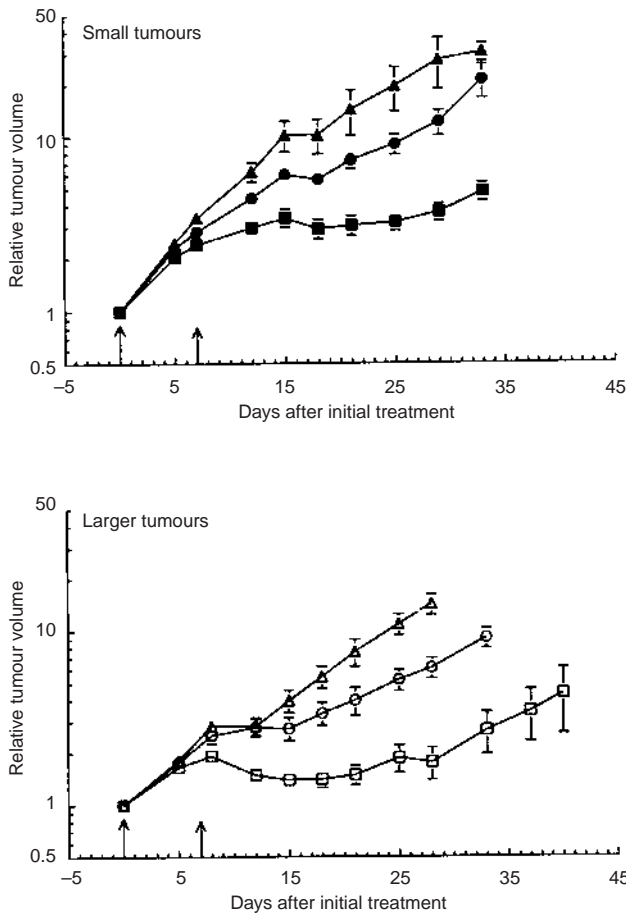 50
Small tumours
10
Relative tumour volume
1
0.5
–5 5 15 25 35 45
Days after initial treatment
50
Larger tumours
10
Relative tumour volume
1
0.5
–5 5 15 25 35 45
Days after initial treatment